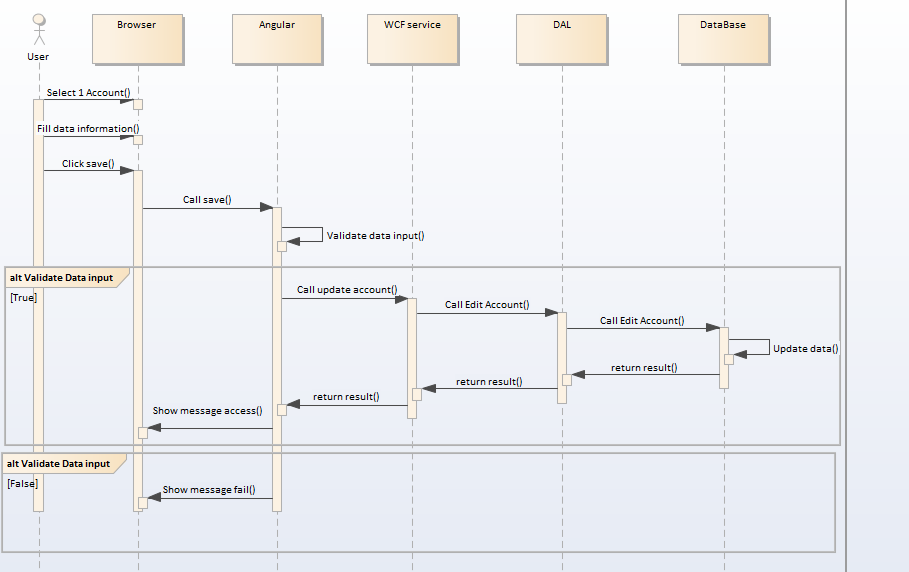 User
Browser
Angular
WCF service
DAL
DataBase
Select 1 Account()
Fill data information()
Click save()
Call save()
Validate data input()
alt Validate Data input
[True]
Call update account()
Call Edit Account()
Call Edit Account()
Update data()
return result()
return result()
return result()
Show message access()
alt Validate Data input
[False]
Show message fail()